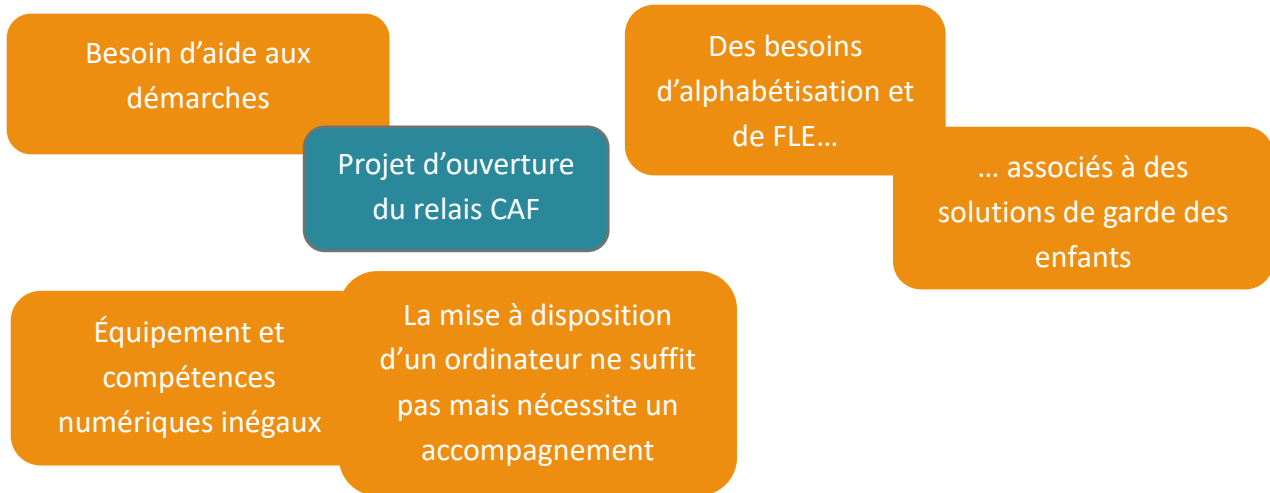 Besoin d’aide aux
démarches
Projet d’ouverture
du relais CAF
Des besoins
d’alphabétisation et
de FLE…
… associés à des
solutions de garde des
enfants
Équipement et
compétences
numériques inégaux
La mise à disposition
d’un ordinateur ne suffit
pas mais nécessite un
accompagnement